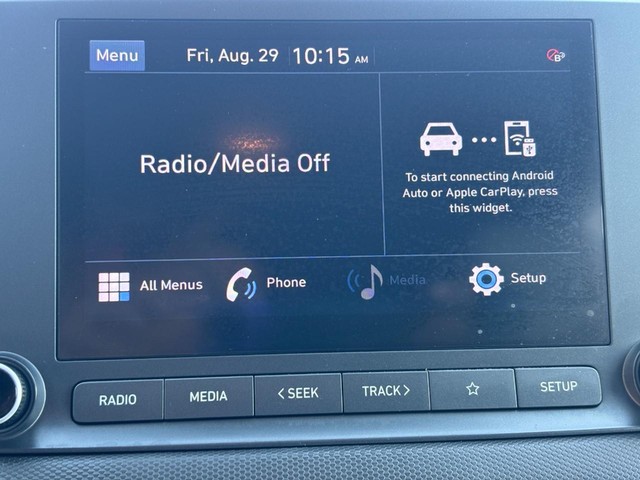 Menu
Fri, Aug. 29
10:15 AM
Radio/Media Off
To start connecting Android
Auto or Apple CarPlay, press
this widget.
All Menus
Phone
Media
Setup
RADIO
MEDIA
< SEEK
TRACK >
SETUP